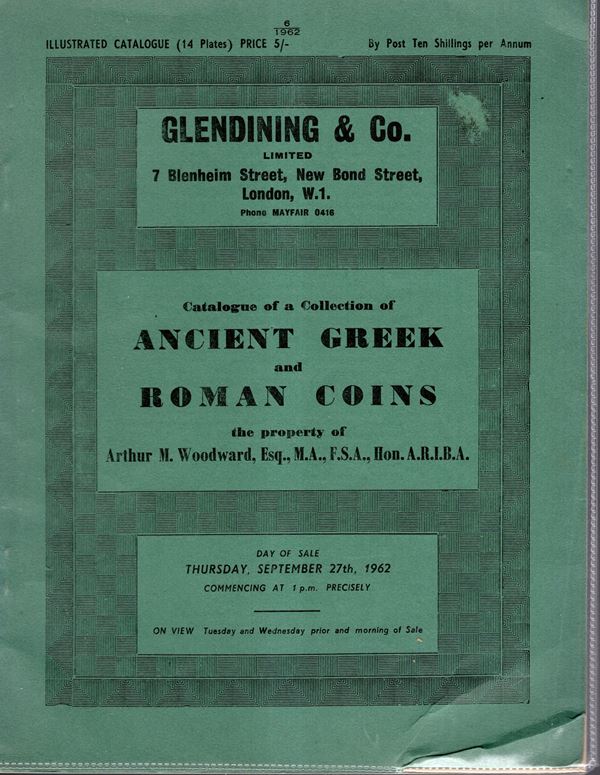 6
1962
ILLUSTRATED CATALOGUE (14 Plates) PRICE 5/- By Post Ten Shillings per Annum
GLENDINING & Co.
LIMITED
7 Blenheim Street, New Bond Street,
London, W.1.
Phone MAYFAIR 0416
Catalogue of a Collection of
ANCIENT GREEK
and
ROMAN COINS
the property of
Arthur M. Woodward, Esq., M.A., F.S.A., Hon. A.R.I.B.A.
DAY OF SALE
THURSDAY, SEPTEMBER 27th, 1962
COMMENCING AT 1 p.m. PRECISELY
ON VIEW Tuesday and Wednesday prior and morning of Sale